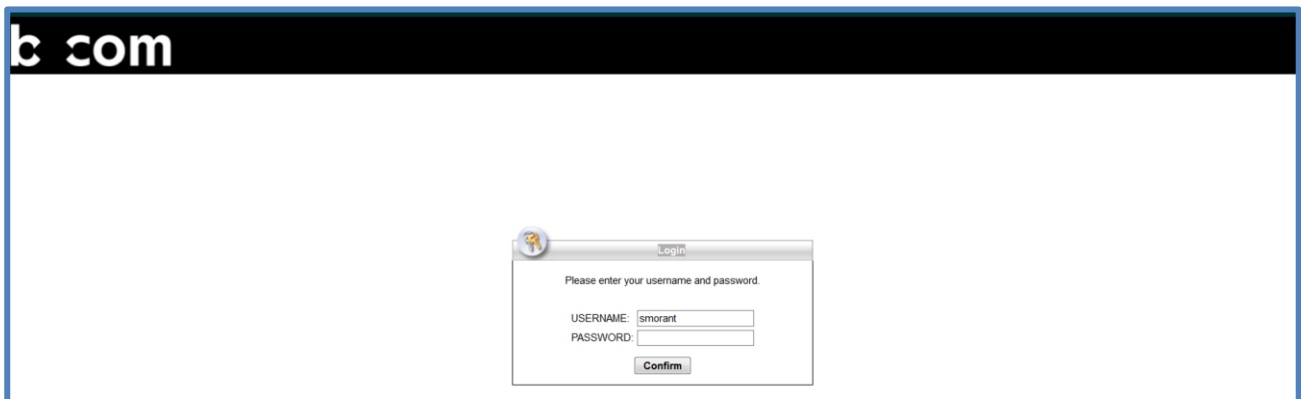 b com
Login
Please enter your username and password.
USERNAME: smorant
PASSWORD:
Confirm